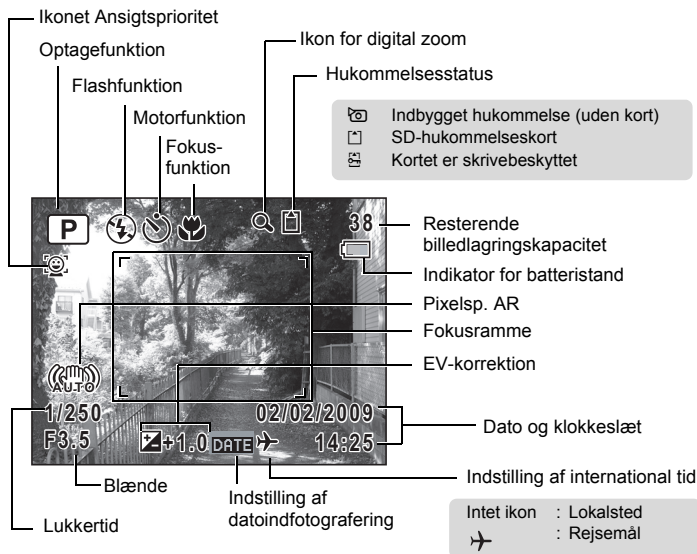 Ikonet Ansigtsprioritet
Optagefunktion
Flashfunktion
Motorfunktion
Fokus-
funktion
Ikon for digital zoom
Hukommelsesstatus
Indbygget hukommelse (uden kort)
SD-hukommelseskort
Kortet er skrivebeskyttet
P
38
Resterende
billedlagringskapacitet
Indikator for batteristand
Pixelsp. AR
Fokusramme
EV-korrektion
AUTO
1/250
02/02/2009
F3.5
+1.0
DATE
14:25
Dato og klokkeslæt
Blænde
Lukkertid
Indstilling af
datoindfotografering
Indstilling af international tid
Intet ikon : Lokalsted
: Rejsemål